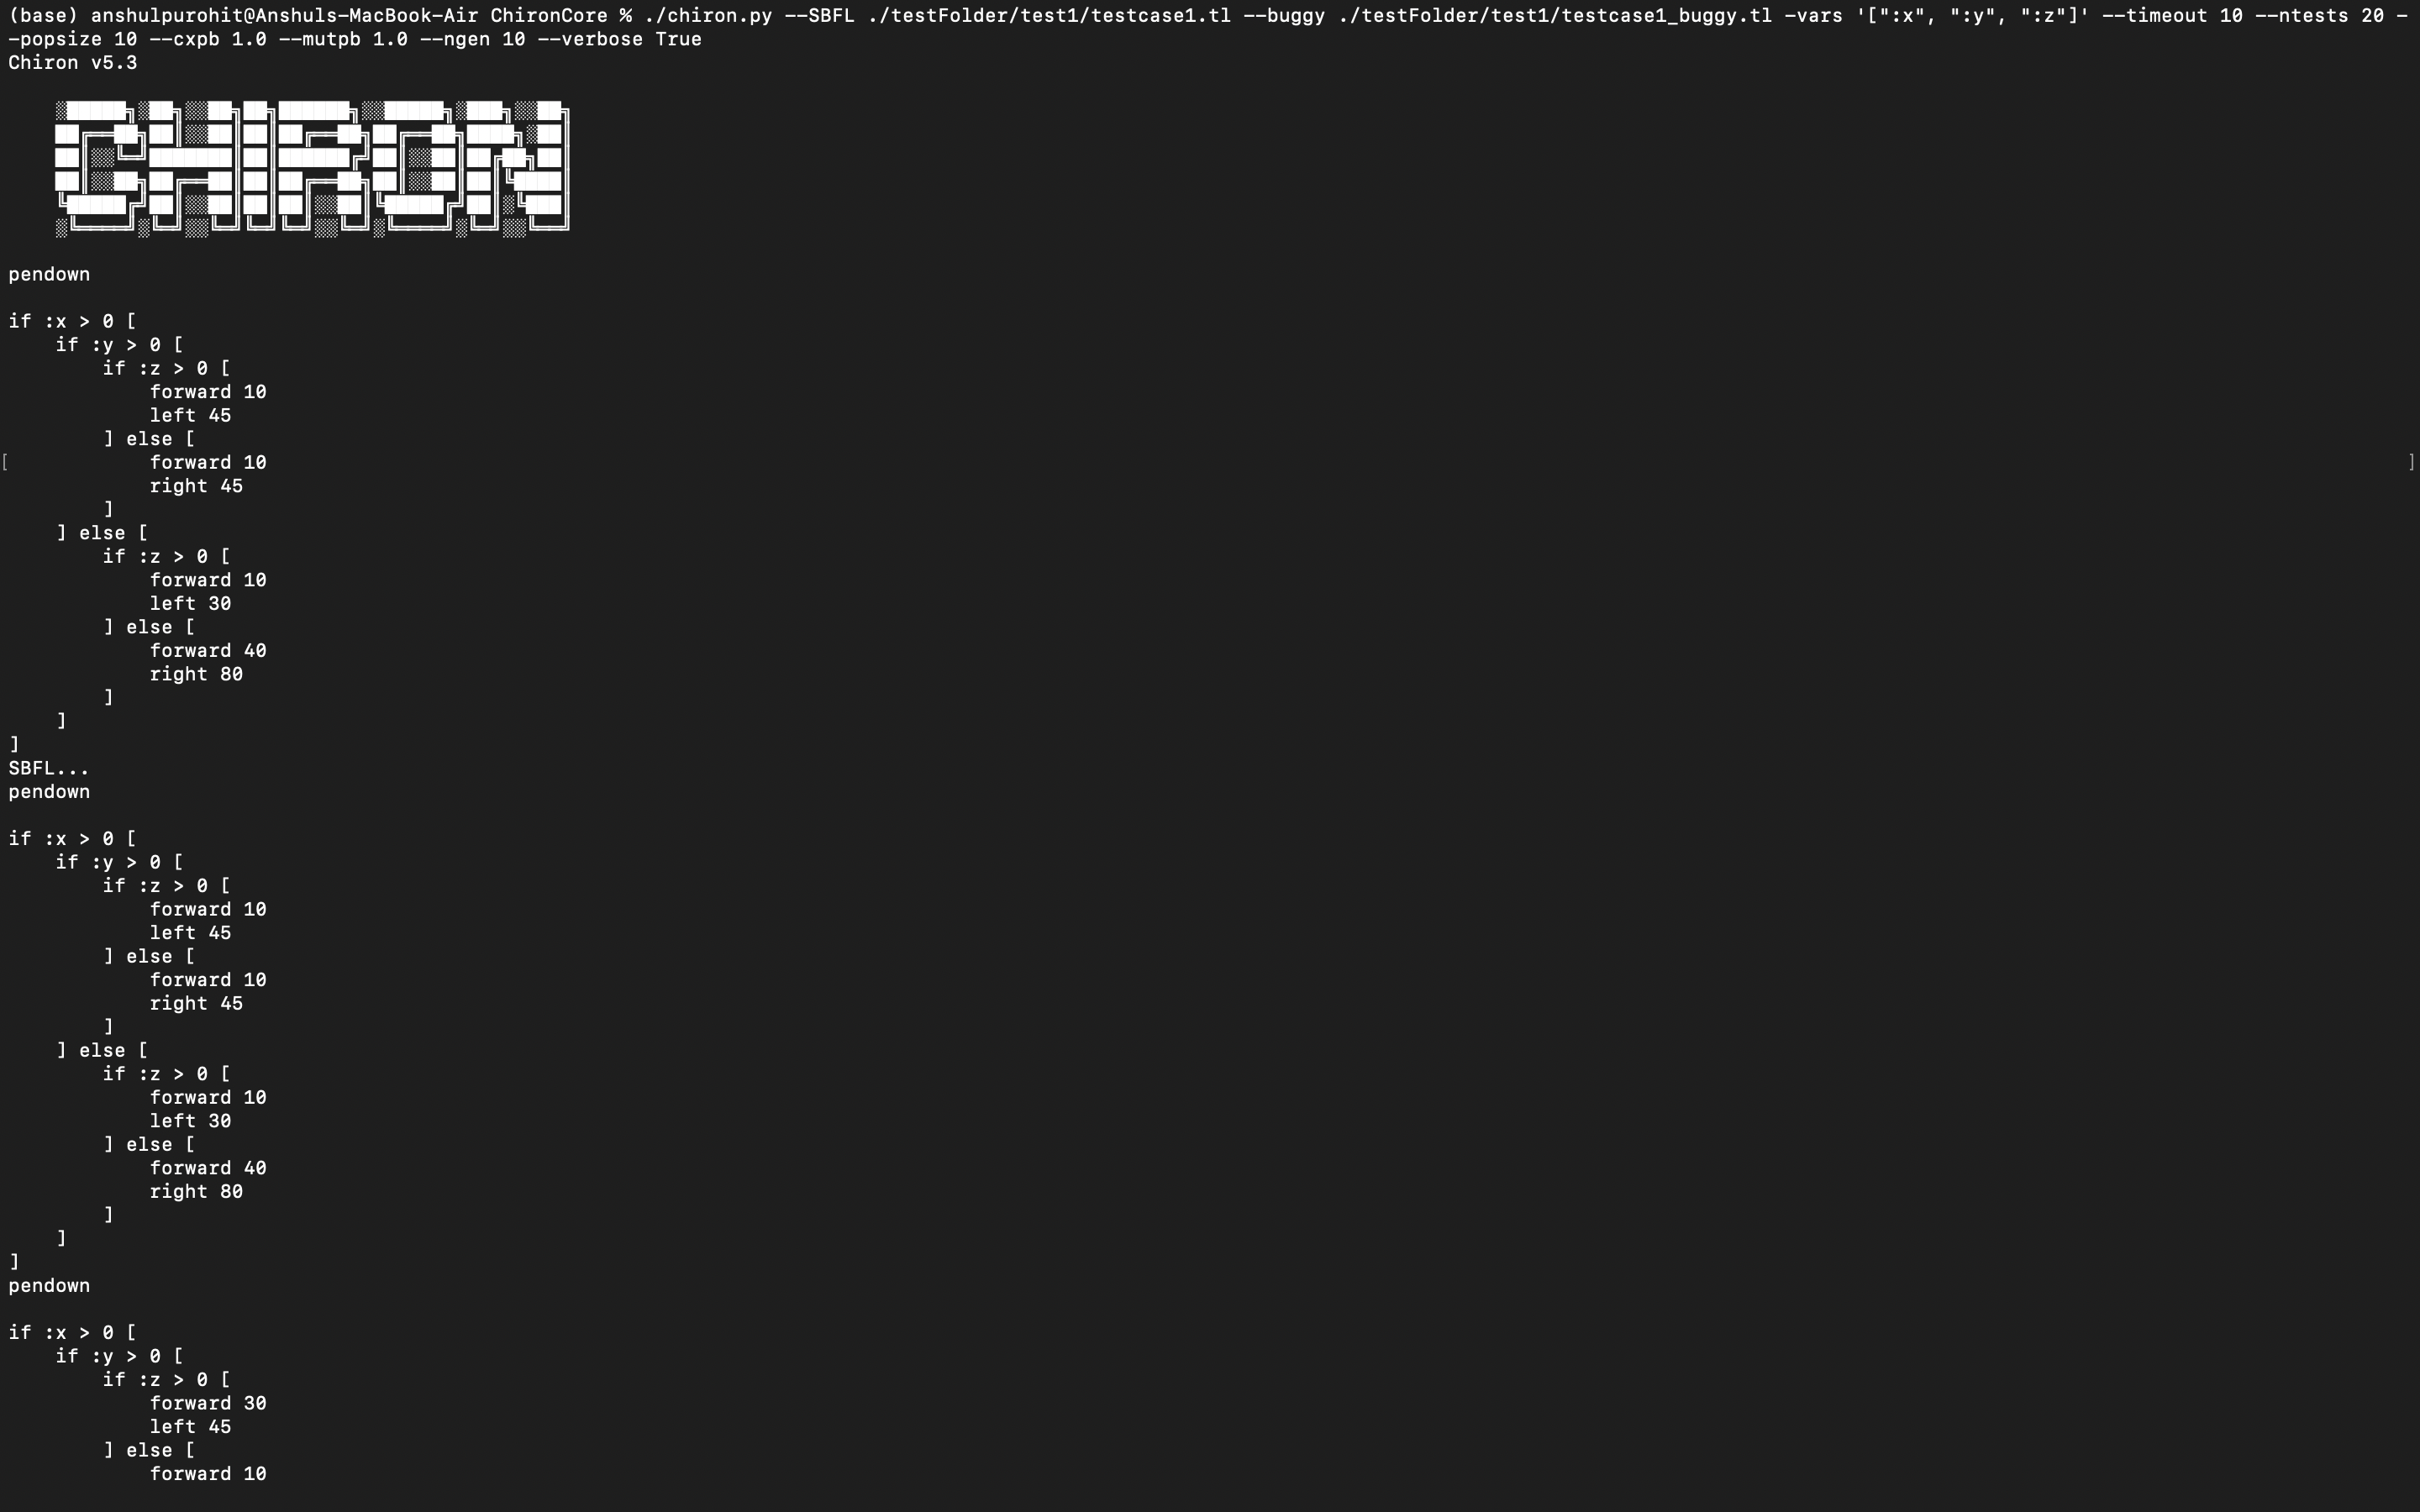 (base) anshulpurohit@Anshuls-MacBook-Air ChironCore % ./chiron.py --SBFL ./testFolder/test1/testcase1.tl --buggy ./testFolder/test1/testcase1_buggy.tl -vars '[":x", ":y", ":z"]' --timeout 10 --ntests 20 -
-popsize 10 --cxpb 1.0 --mutpb 1.0 --ngen 10 --verbose True
Chiron v5.3
CHIRON
pendown
if :x > 0 [
    if :y > 0 [
        if :z > 0 [
            forward 10
            left 45
        ] else [
[            forward 10 ]
            right 45
        ]
    ] else [
        if :z > 0 [
            forward 10
            left 30
        ] else [
            forward 40
            right 80
        ]
    ]
]
SBFL...
pendown
if :x > 0 [
    if :y > 0 [
        if :z > 0 [
            forward 10
            left 45
        ] else [
            forward 10
            right 45
        ]
    ] else [
        if :z > 0 [
            forward 10
            left 30
        ] else [
            forward 40
            right 80
        ]
    ]
]
pendown
if :x > 0 [
    if :y > 0 [
        if :z > 0 [
            forward 30
            left 45
        ] else [
            forward 10